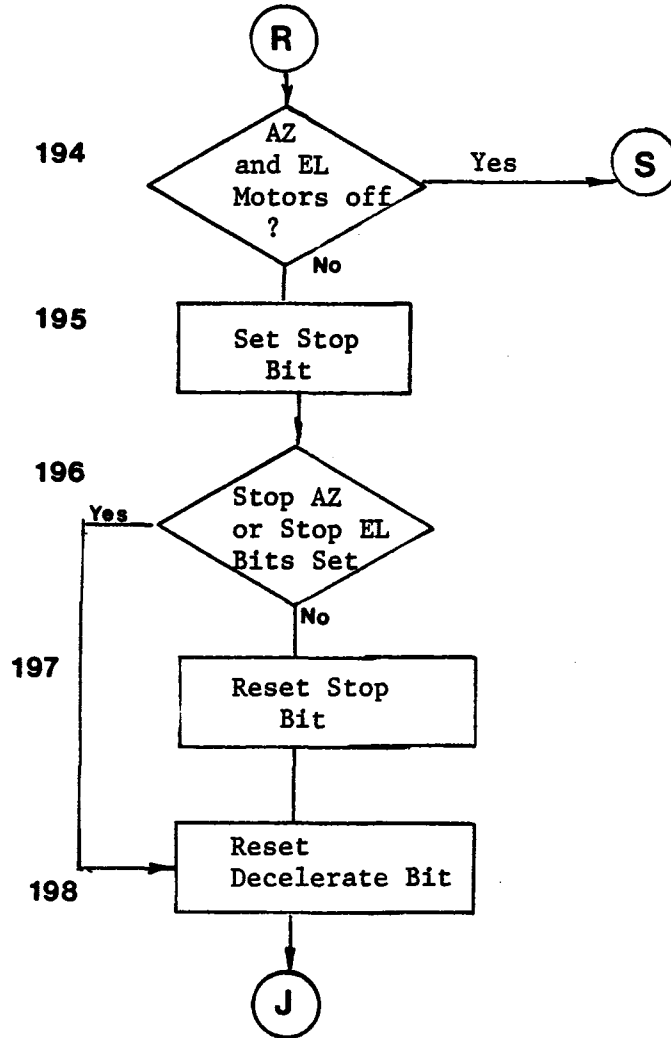 R
194
AZ
and EL
Motors off
?
Yes
S
No
195
Set Stop
Bit
196
Stop AZ
or Stop EL
Bits Set
Yes
No
197
Reset Stop
Bit
Reset
Decelerate Bit
198
J